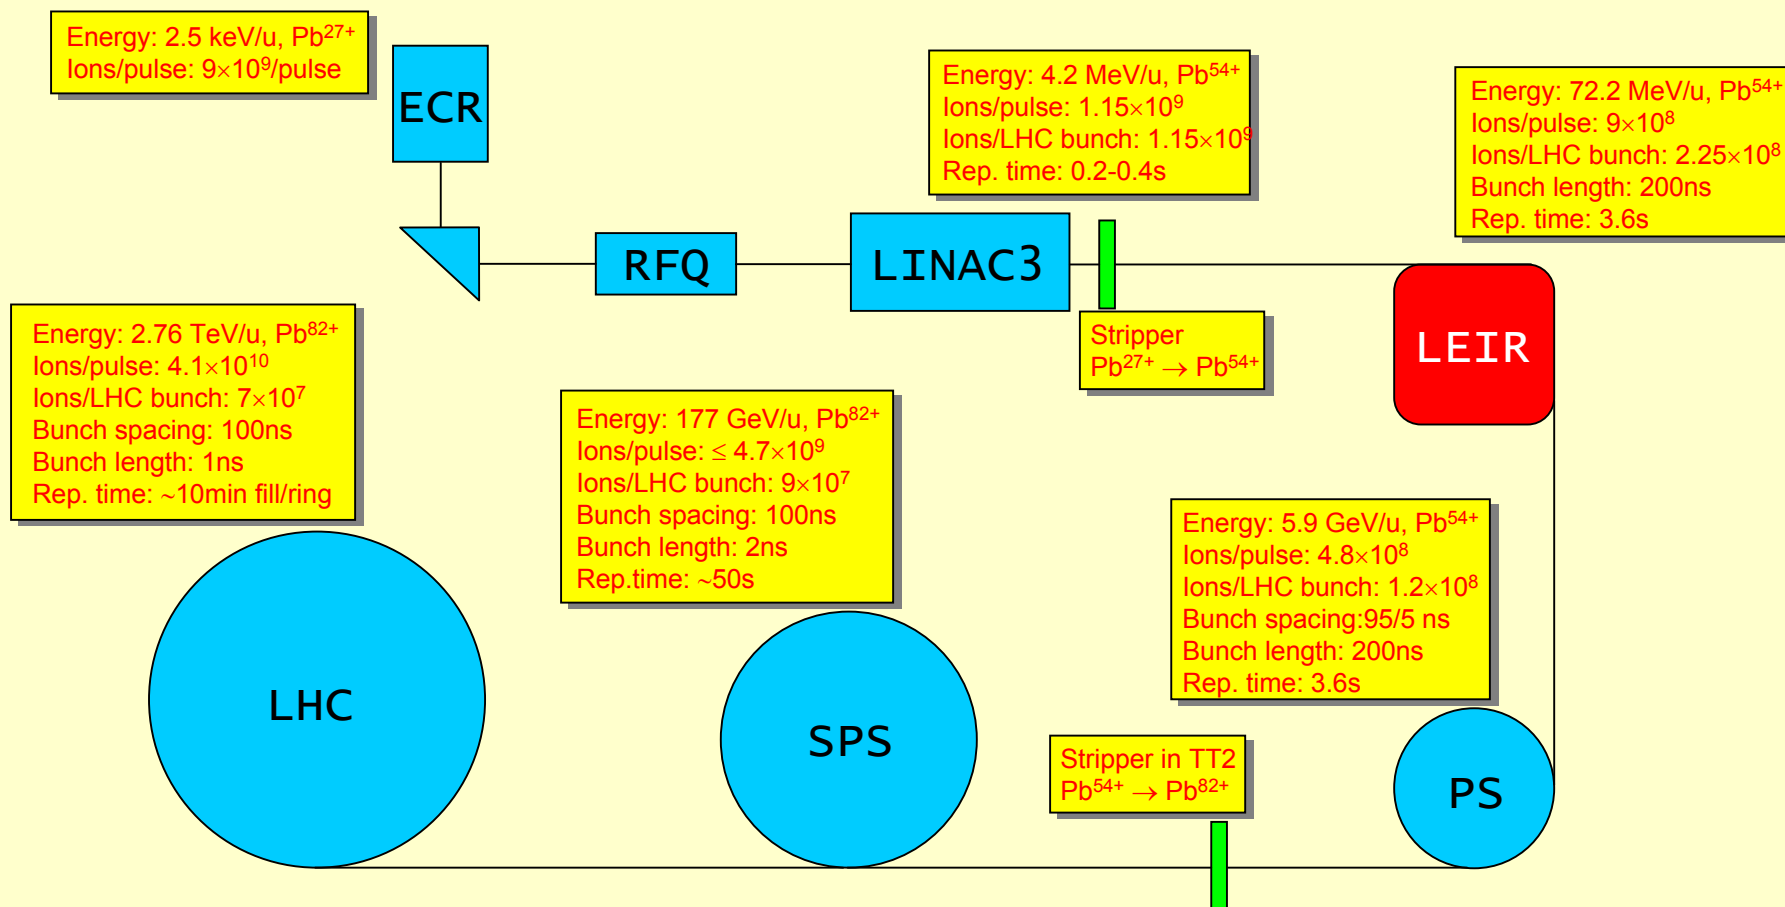 Energy: 2.5 keV/u, Pb²⁷⁺
Ions/pulse: 9×10⁹/pulse
ECR
Energy: 4.2 MeV/u, Pb⁵⁴⁺
Ions/pulse: 1.15×10⁹
Ions/LHC bunch: 1.15×10⁹
Rep. time: 0.2-0.4s
Energy: 72.2 MeV/u, Pb⁵⁴⁺
Ions/pulse: 9×10⁸
Ions/LHC bunch: 2.25×10⁸
Bunch length: 200ns
Rep. time: 3.6s
RFQ
LINAC3
Stripper
Pb²⁷⁺ → Pb⁵⁴⁺
LEIR
Energy: 2.76 TeV/u, Pb⁸²⁺
Ions/pulse: 4.1×10¹⁰
Ions/LHC bunch: 7×10⁷
Bunch spacing: 100ns
Bunch length: 1ns
Rep. time: ~10min fill/ring
Energy: 177 GeV/u, Pb⁸²⁺
Ions/pulse: ≤ 4.7×10⁹
Ions/LHC bunch: 9×10⁷
Bunch spacing: 100ns
Bunch length: 2ns
Rep.time: ~50s
Energy: 5.9 GeV/u, Pb⁵⁴⁺
Ions/pulse: 4.8×10⁸
Ions/LHC bunch: 1.2×10⁸
Bunch spacing:95/5 ns
Bunch length: 200ns
Rep. time: 3.6s
LHC
SPS
Stripper in TT2
Pb⁵⁴⁺ → Pb⁸²⁺
PS